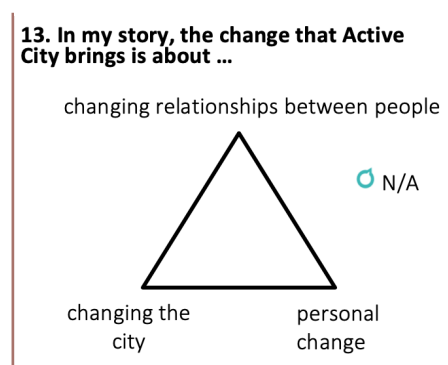 13. In my story, the change that Active
City brings is about ...
changing relationships between people
N/A
changing the
city
personal
change